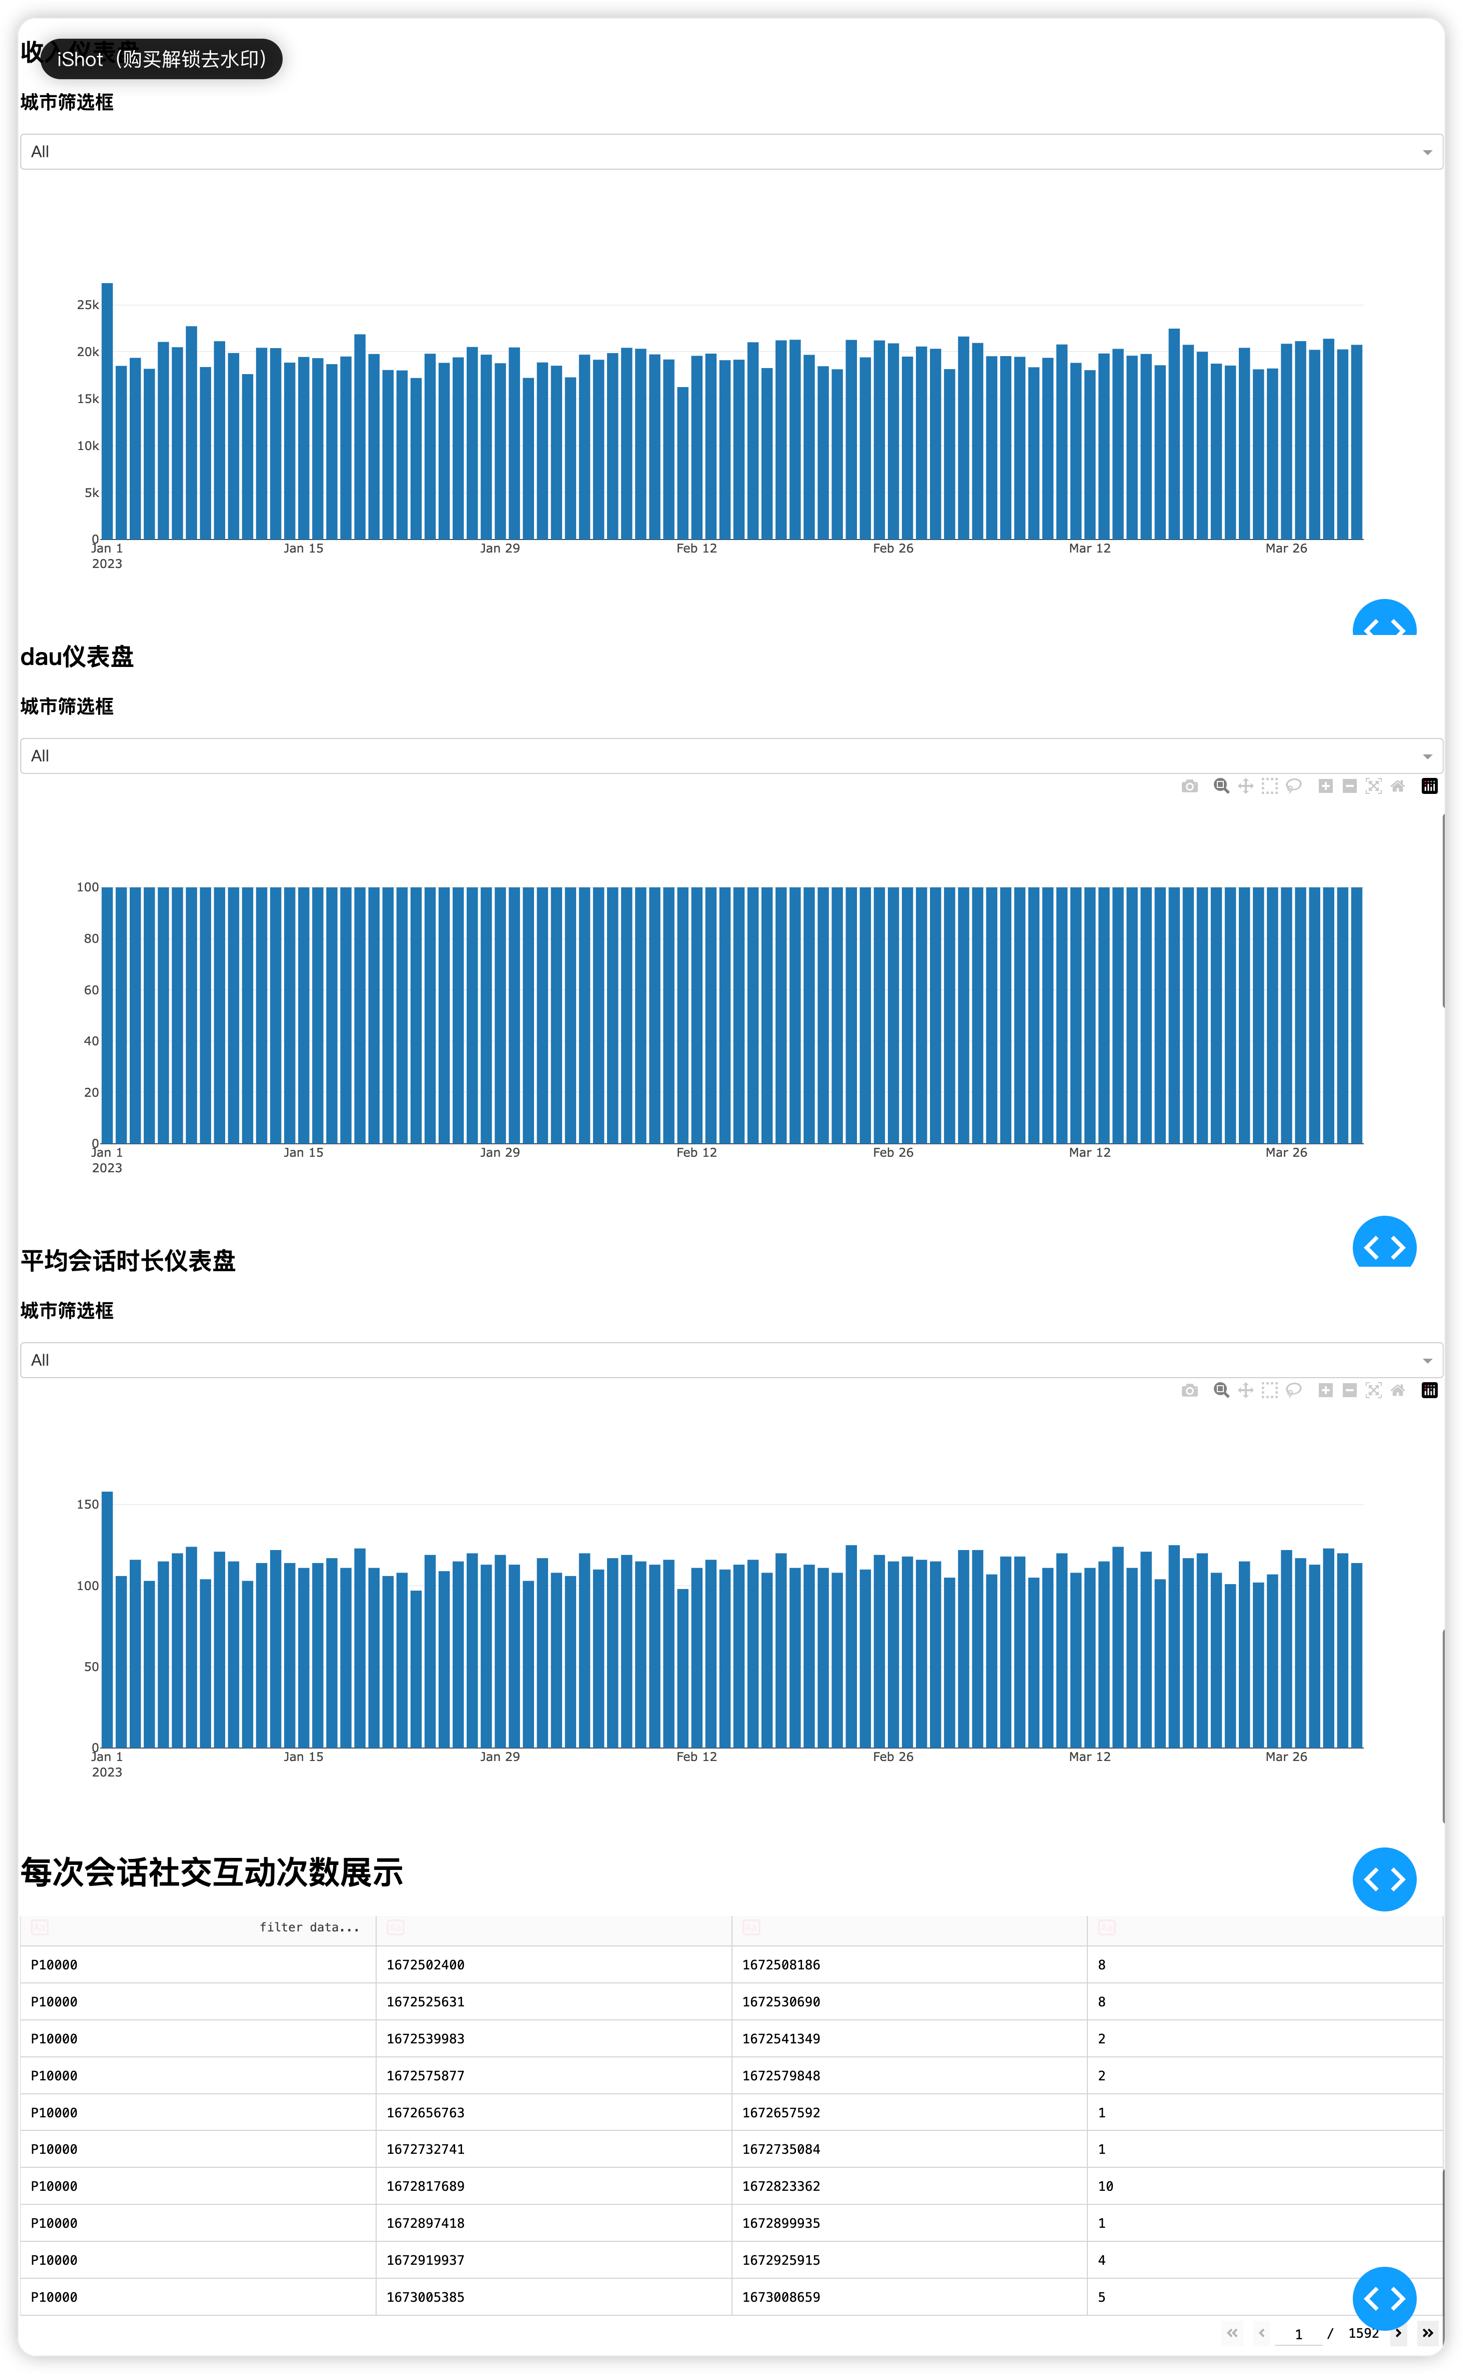 iShot（购买解锁去水印）
城市筛选框
All
25k
20k
15k
10k
5k
0
Jan 1 Jan 15 Jan 29 Feb 12 Feb 26 Mar 12 Mar 26
2023
dau仪表盘
城市筛选框
All
100
80
60
40
20
0
Jan 1 Jan 15 Jan 29 Feb 12 Feb 26 Mar 12 Mar 26
2023
平均会话时长仪表盘
城市筛选框
All
150
100
50
0
Jan 1 Jan 15 Jan 29 Feb 12 Feb 26 Mar 12 Mar 26
2023
每次会话社交互动次数展示
filter data...
P10000 1672502400 1672508186 8
P10000 1672525631 1672530690 8
P10000 1672539983 1672541349 2
P10000 1672575877 1672579848 2
P10000 1672656763 1672657592 1
P10000 1672732741 1672735084 1
P10000 1672817689 1672823362 10
P10000 1672897418 1672899935 1
P10000 1672919937 1672925915 4
P10000 1673005385 1673008659 5
1 / 1592